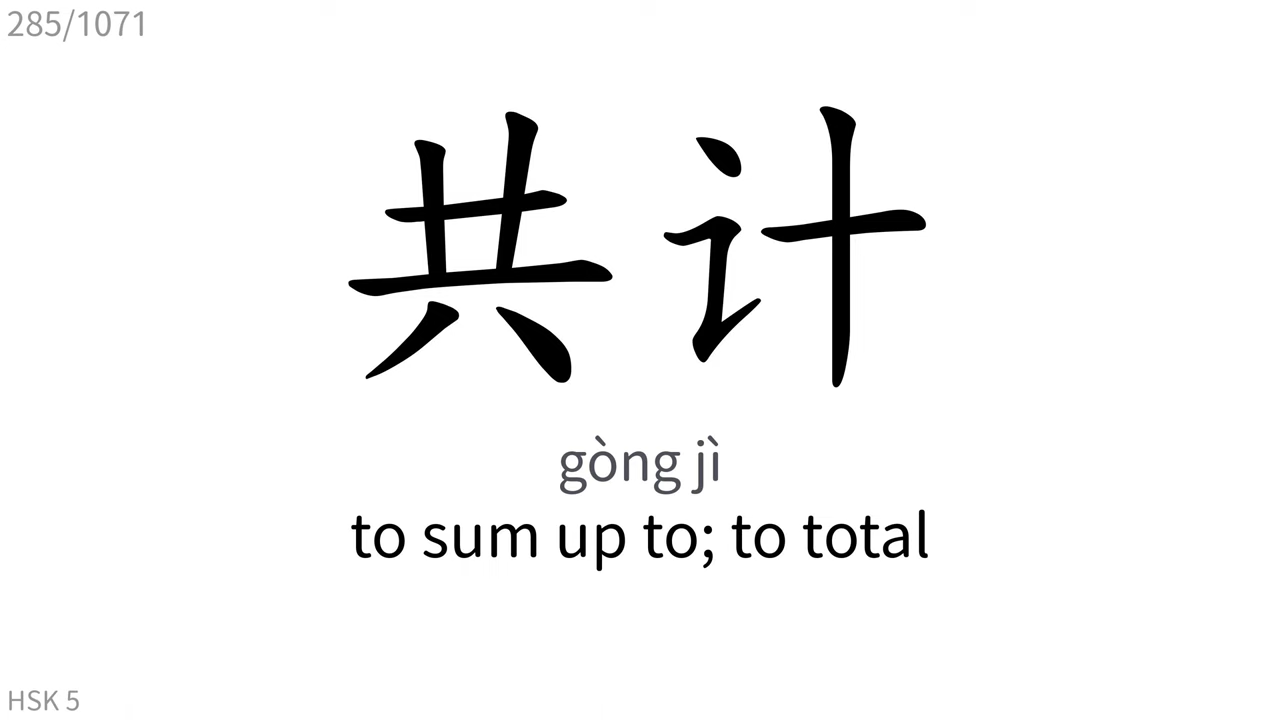 285/1071
共计
gòng jì
to sum up to; to total
HSK 5